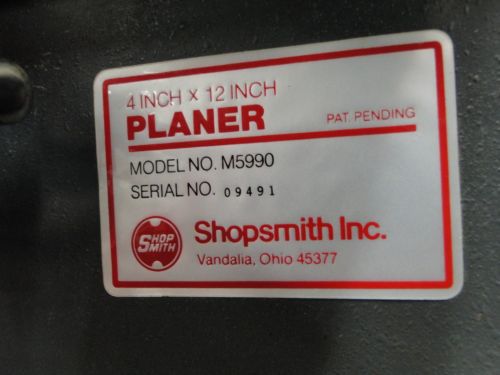 4 INCH X 12 INCH
PLANER
PAT. PENDING
MODEL NO. M5990
SERIAL NO. 09491
SHOP
SMITH
Shopsmith Inc.
Vandalia, Ohio 45377